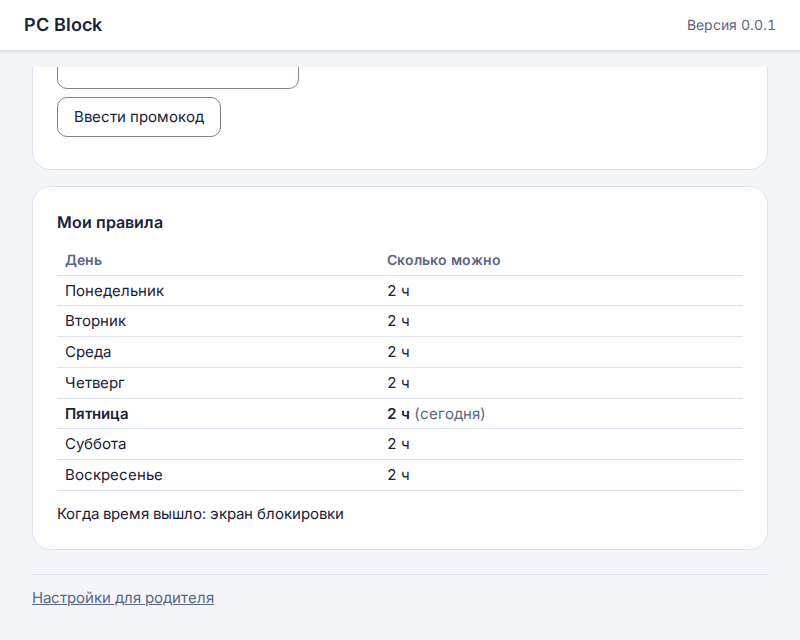 PC Block
Версия 0.0.1
Ввести промокод
Мои правила
День Сколько можно
Понедельник 2 ч
Вторник 2 ч
Среда 2 ч
Четверг 2 ч
Пятница 2 ч (сегодня)
Суббота 2 ч
Воскресенье 2 ч
Когда время вышло: экран блокировки
Настройки для родителя